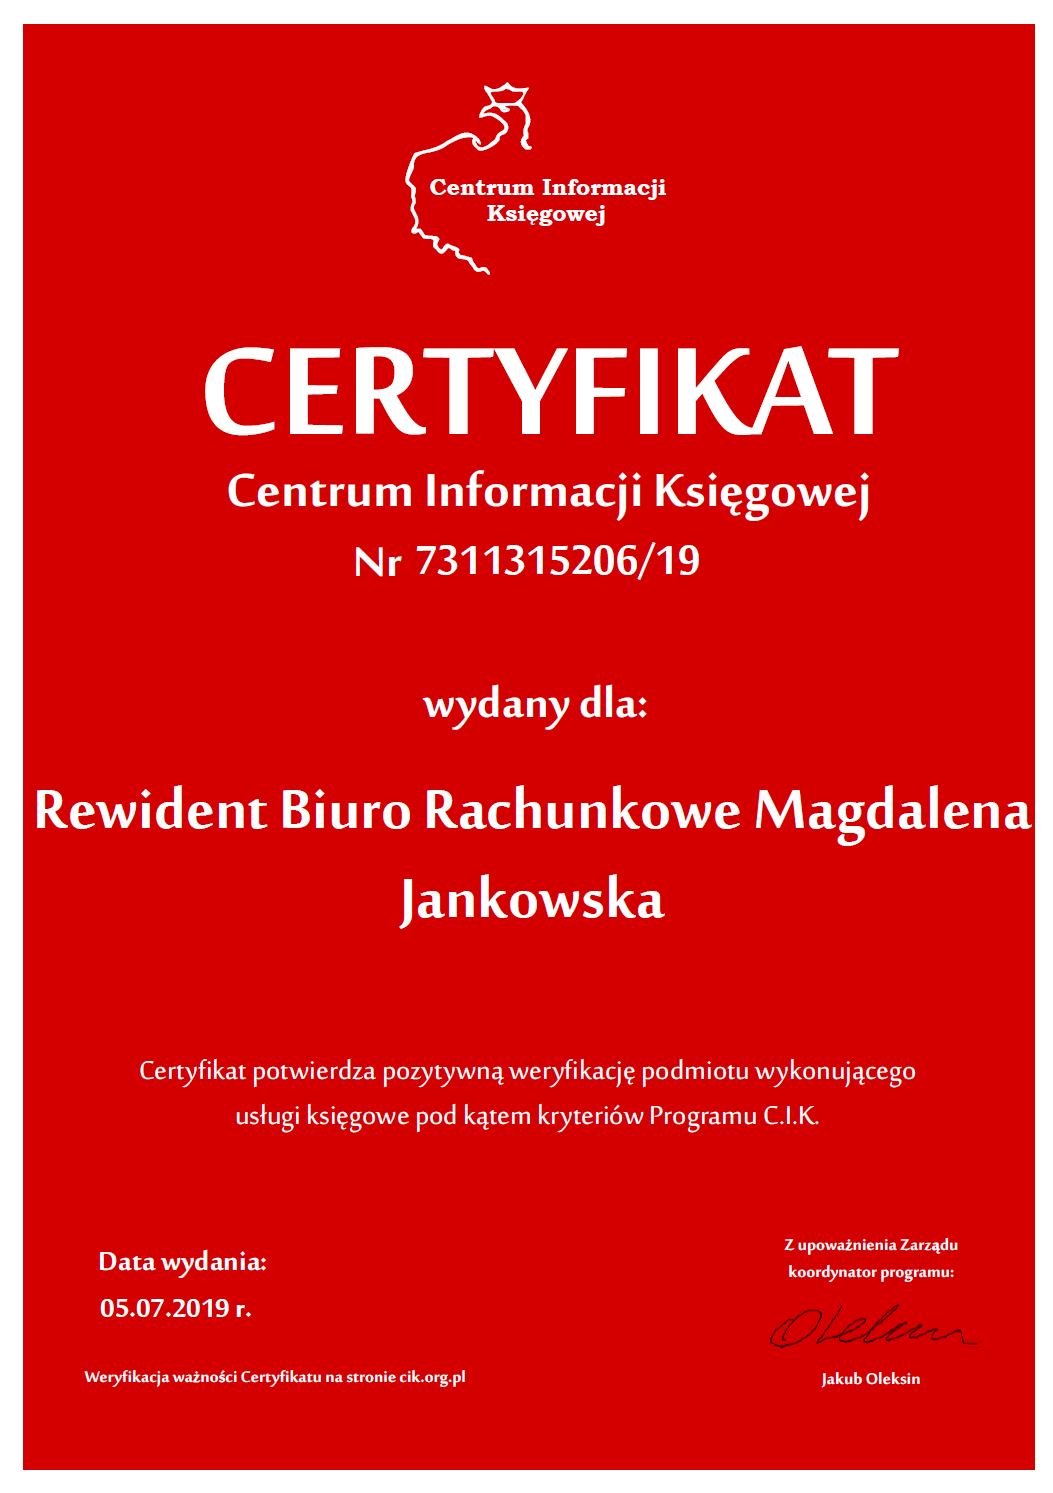 Centrum Informacji
Księgowej
CERTYFIKAT
Centrum Informacji Księgowej
Nr 7311315206/19
wydany dla:
Rewident Biuro Rachunkowe Magdalena
Jankowska
Certyfikat potwierdza pozytywną weryfikację podmiotu wykonującego
usługi księgowe pod kątem kryteriów Programu C.I.K.
Data wydania:
05.07.2019 r.
Weryfikacja ważności Certyfikatu na stronie cik.org.pl
Z upoważnienia Zarządu
koordynator programu:
Oleksin
Jakub Oleksin